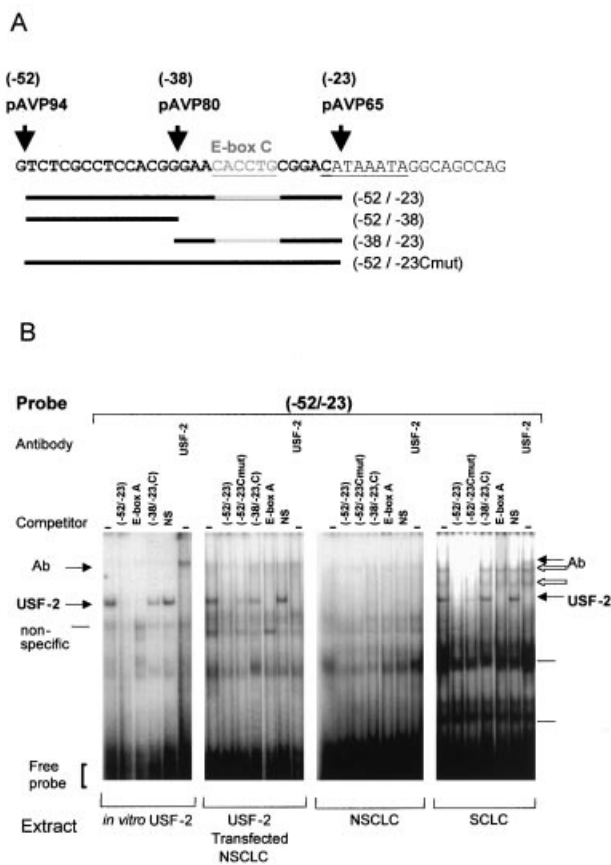 A
(-52) (-38) (-23)
pAVP94 pAVP80 pAVP65
E-box C
GTCTCGCCTCCACGGGAACACCTGCGGACATAAATAGGCAGCCAG
(-52 / -23)
(-52 / -38)
(-38 / -23)
(-52 / -23Cmut)
B
Probe (-52/-23)
Antibody USF-2 USF-2 USF-2 USF-2
Competitor - (-52/-23) E-box A (-38/-23,C) NS - - (-52/-23) (-52/-23Cmut) (-38/-23,C) E-box A NS - - (-52/-23) (-52/-23Cmut) (-38/-23,C) E-box A NS - - (-52/-23) (-52/-23Cmut) (-38/-23,C) E-box A NS -
Ab Ab
USF-2 USF-2
non-
specific
Free
probe
Extract in vitro USF-2 USF-2 NSCLC SCLC
Transfected
NSCLC